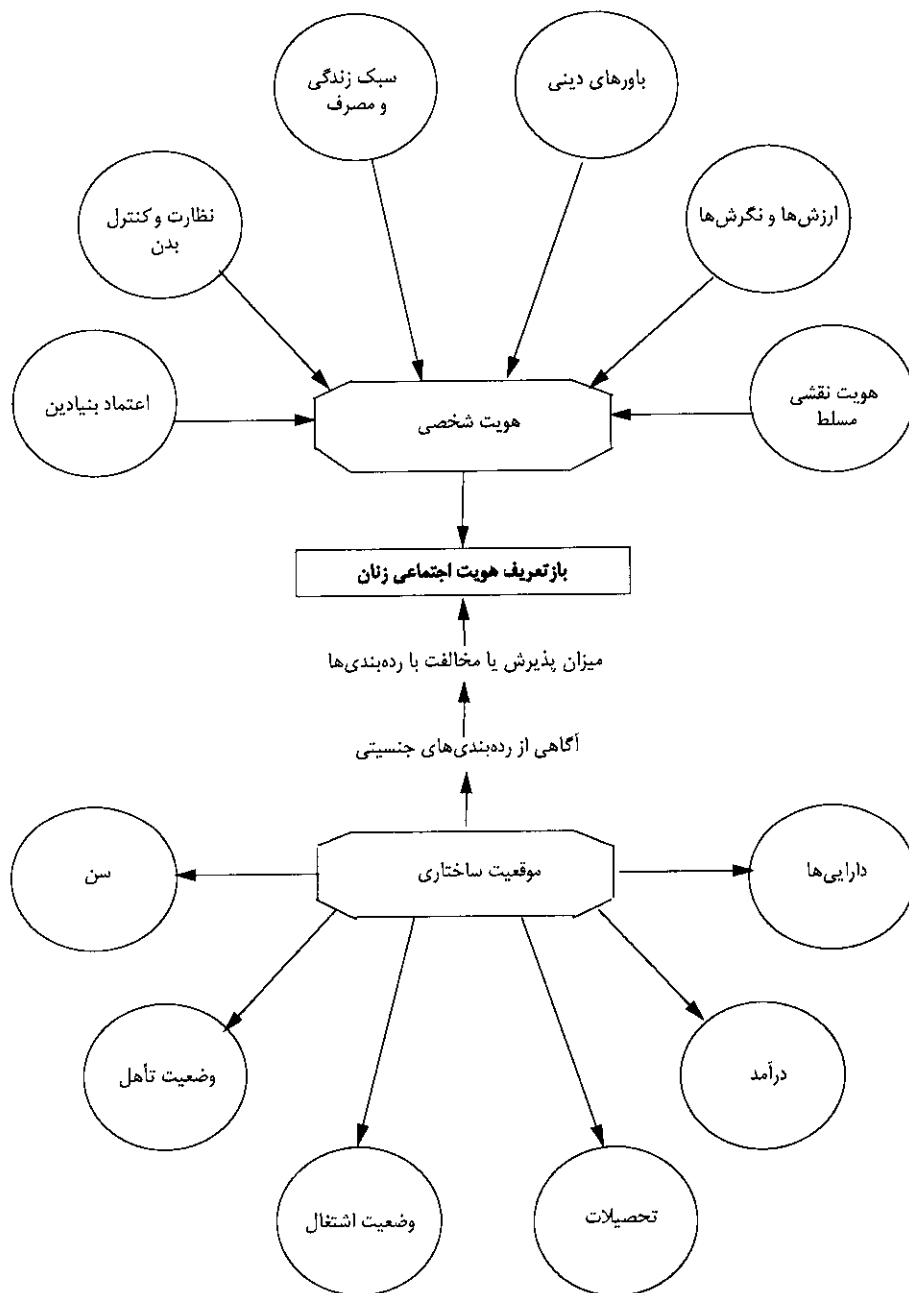 باورهای دینی
سبک زندگی
و مصرف
ارزش‌ها و نگرش‌ها
نظارت و کنترل
بدن
هویت نقشی
مسلط
اعتماد بنیادین
هویت شخصی
بازتعریف هویت اجتماعی زنان
میزان پذیرش یا مخالفت با رده‌بندی‌ها
آگاهی از رده‌بندی‌های جنسیتی
موقعیت ساختاری
دارایی‌ها
سن
درآمد
وضعیت تأهل
تحصیلات
وضعیت اشتغال